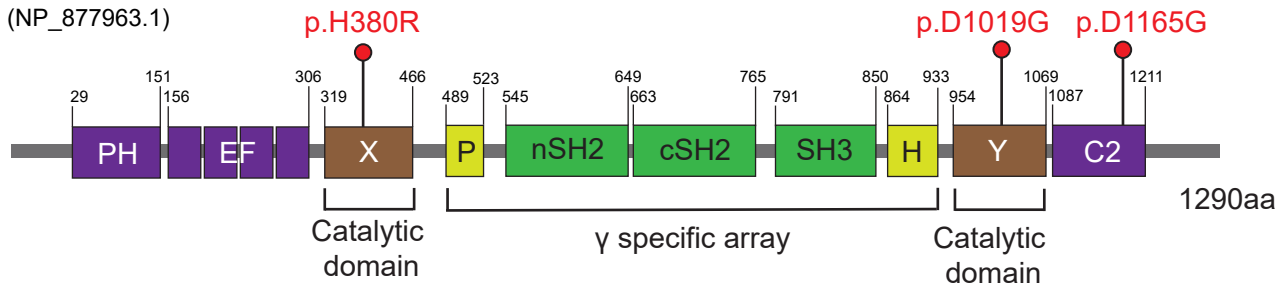 (NP_877963.1)
p.H380R p.D1019G p.D1165G
151 306 466 523 649 765 850 933 1069 1211
29 156 319 489 545 663 791 864 954 1087
PH EF X P nSH2 cSH2 SH3 H Y C2
1290aa
Catalytic domain
γ specific array
Catalytic domain